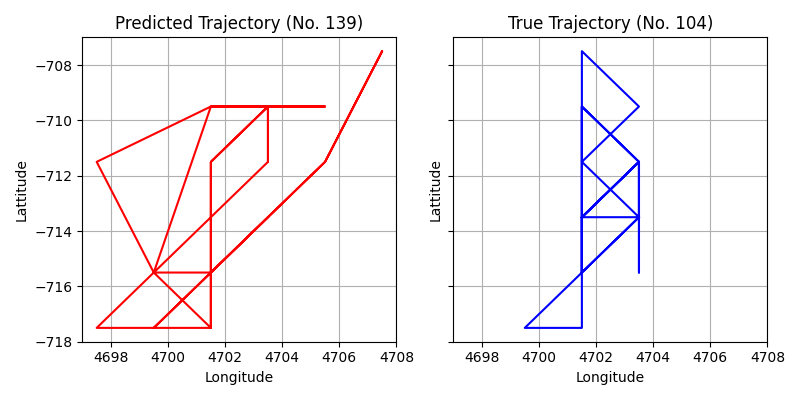 Predicted Trajectory (No. 139)
True Trajectory (No. 104)
−708
−710
−712
−714
−716
−718
Lattitude
Lattitude
4698 4700 4702 4704 4706 4708
4698 4700 4702 4704 4706 4708
Longitude
Longitude